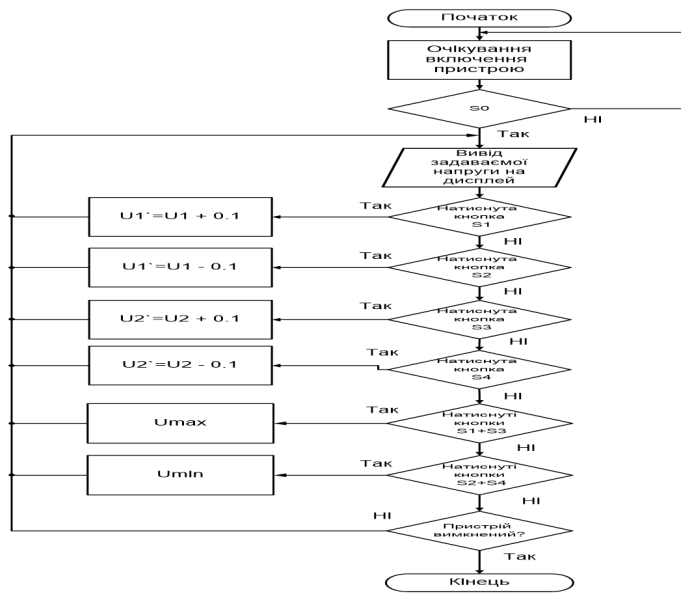 Початок
Очікування
включення
пристрою
S0
НІ
Так
Вивід
задаваємої
напруги на
дисплей
Так
U1`=U1 + 0.1
Натиснута
кнопка
S1
НІ
Так
U1`=U1 - 0.1
Натиснута
кнопка
S2
НІ
Так
U2`=U2 + 0.1
Натиснута
кнопка
S3
НІ
Так
U2`=U2 - 0.1
Натиснута
кнопка
S4
НІ
Так
Umax
Натиснуті
кнопки
S1+S3
НІ
Так
Umin
Натиснуті
кнопки
S2+S4
НІ
НІ
Пристрій
вимкнений?
Так
Кінець